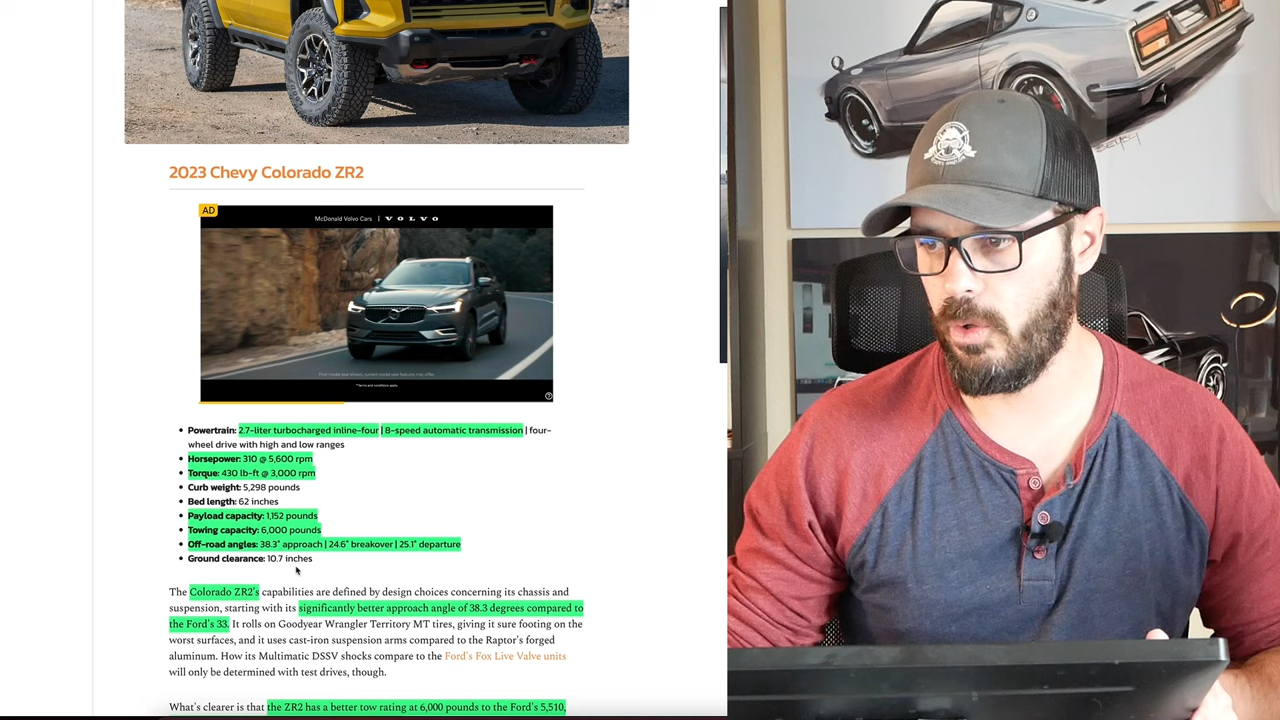 2023 Chevy Colorado ZR2
AD
McDonald Volvo Cars | VOLVO
*Terms and conditions apply.
• Powertrain: 2.7-liter turbocharged inline-four | 8-speed automatic transmission | four-
wheel drive with high and low ranges
• Horsepower: 310 @ 5,600 rpm
• Torque: 430 lb-ft @ 3,000 rpm
• Curb weight: 5,298 pounds
• Bed length: 62 inches
• Payload capacity: 1,152 pounds
• Towing capacity: 6,000 pounds
• Off-road angles: 38.3° approach | 24.6° breakover | 25.1° departure
• Ground clearance: 10.7 inches
The Colorado ZR2's capabilities are defined by design choices concerning its chassis and
suspension, starting with its significantly better approach angle of 38.3 degrees compared to
the Ford's 33. It rolls on Goodyear Wrangler Territory MT tires, giving it sure footing on the
worst surfaces, and it uses cast-iron suspension arms compared to the Raptor's forged
aluminum. How its Multimatic DSSV shocks compare to the Ford's Fox Live Valve units
will only be determined with test drives, though.
What's clearer is that the ZR2 has a better tow rating at 6,000 pounds to the Ford's 5,510,